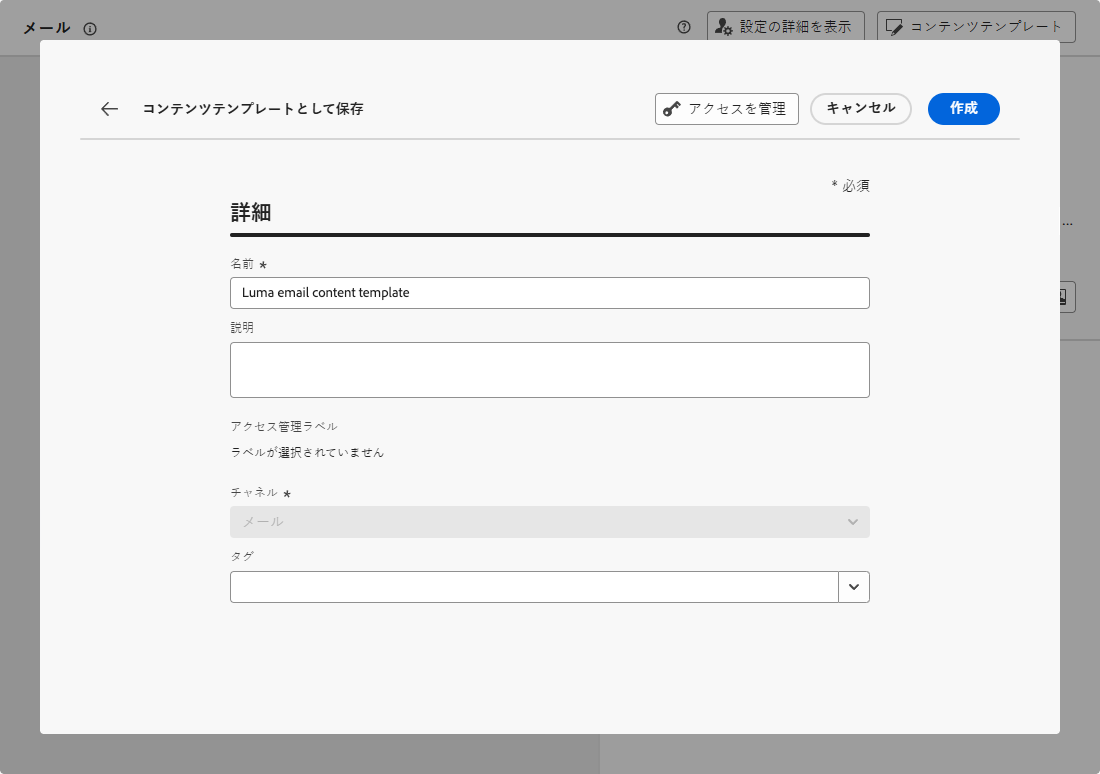 メール
設定の詳細を表示
コンテンツテンプレート
コンテンツテンプレートとして保存
アクセスを管理
キャンセル
作成
* 必須
詳細
名前 *
Luma email content template
説明
アクセス管理ラベル
ラベルが選択されていません
チャネル *
メール
タグ
...